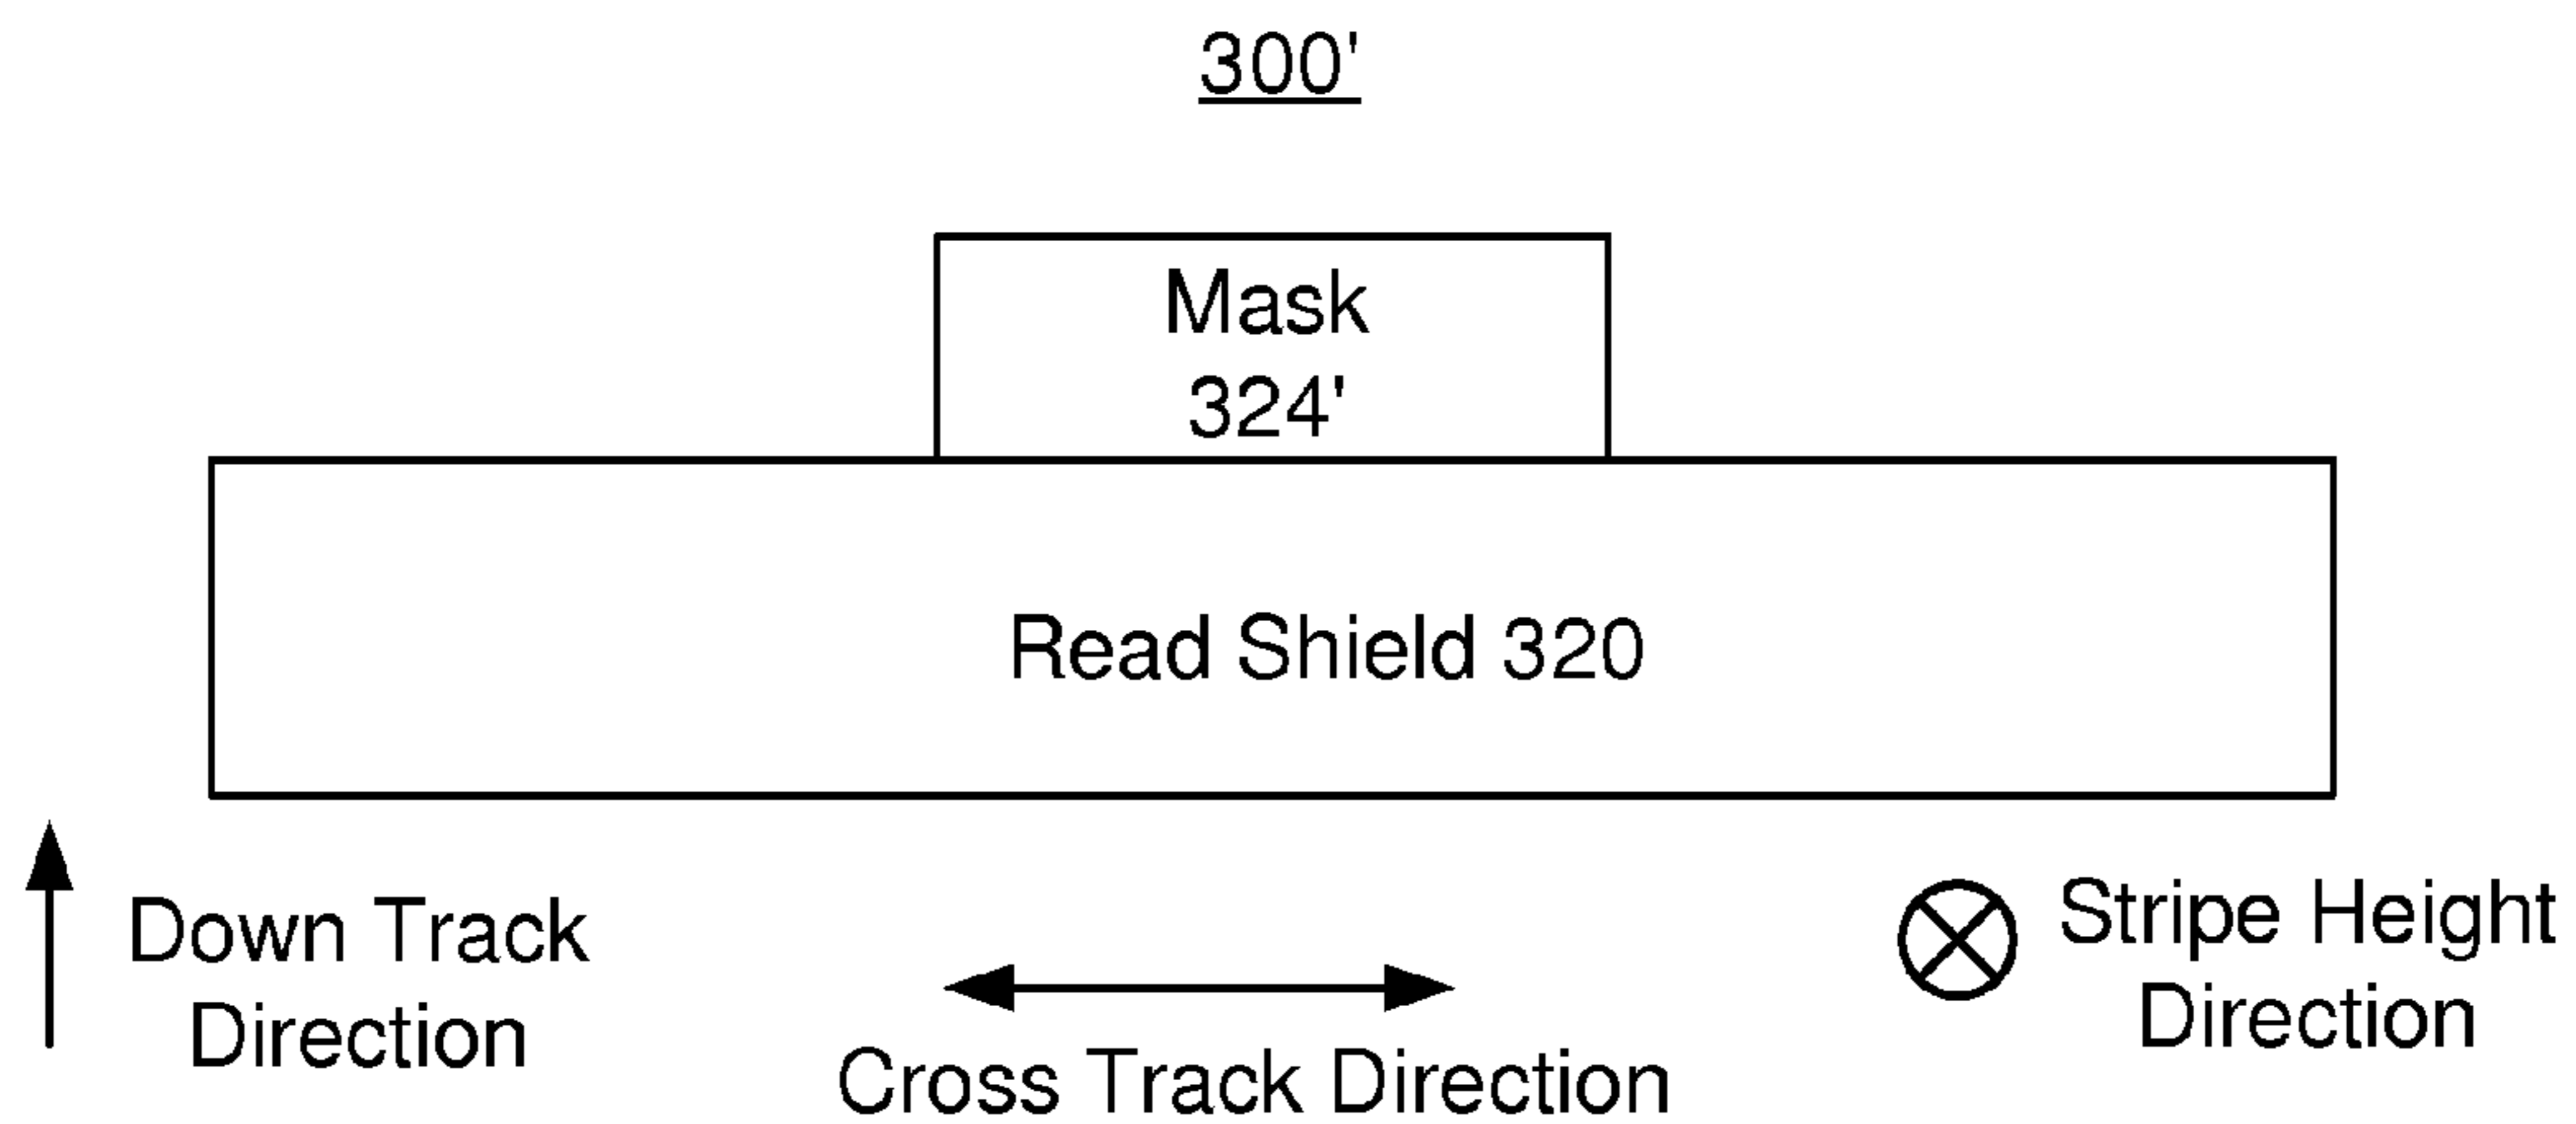 300'
Mask
324'
Read Shield 320
Down Track
Direction
Cross Track Direction
Stripe Height
Direction